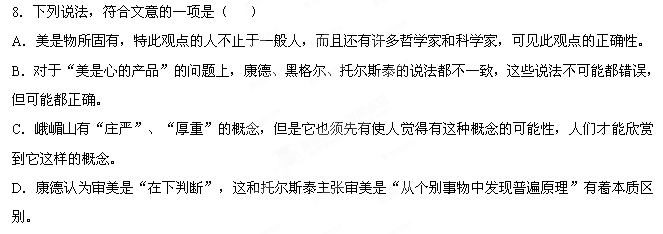 8．下列说法，符合文意的一项是（　　）
A．美是物所固有，特此观点的人不止于一般人，而且还有许多哲学家和科学家，可见此观点的正确性。
B．对于“美是心的产品”的问题上，康德、黑格尔、托尔斯泰的说法都不一致，这些说法不可能都错误，
但可能都正确。
C．峨嵋山有“庄严”、“厚重”的概念，但是它也须先有使人觉得有这种概念的可能性，人们才能欣赏
到它这样的概念。
D．康德认为审美是“在下判断”，这和托尔斯泰主张审美是“从个别事物中发现普遍原理”有着本质区
别。